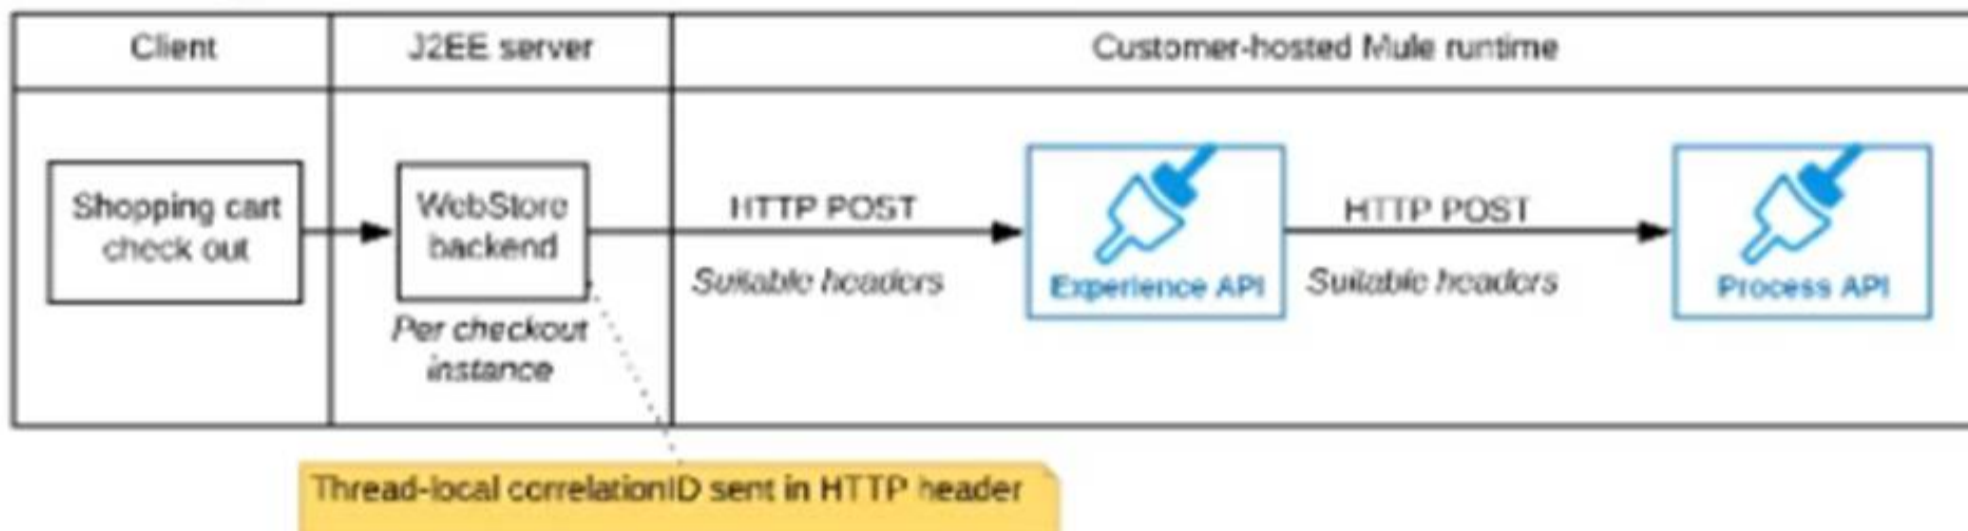 Client
J2EE server
Customer-hosted Mule runtime
Shopping cart
check out
WebStore
backend
Per checkout
instance
HTTP POST
Suitable headers
Experience API
HTTP POST
Suitable headers
Process API
Thread-local correlationID sent in HTTP header